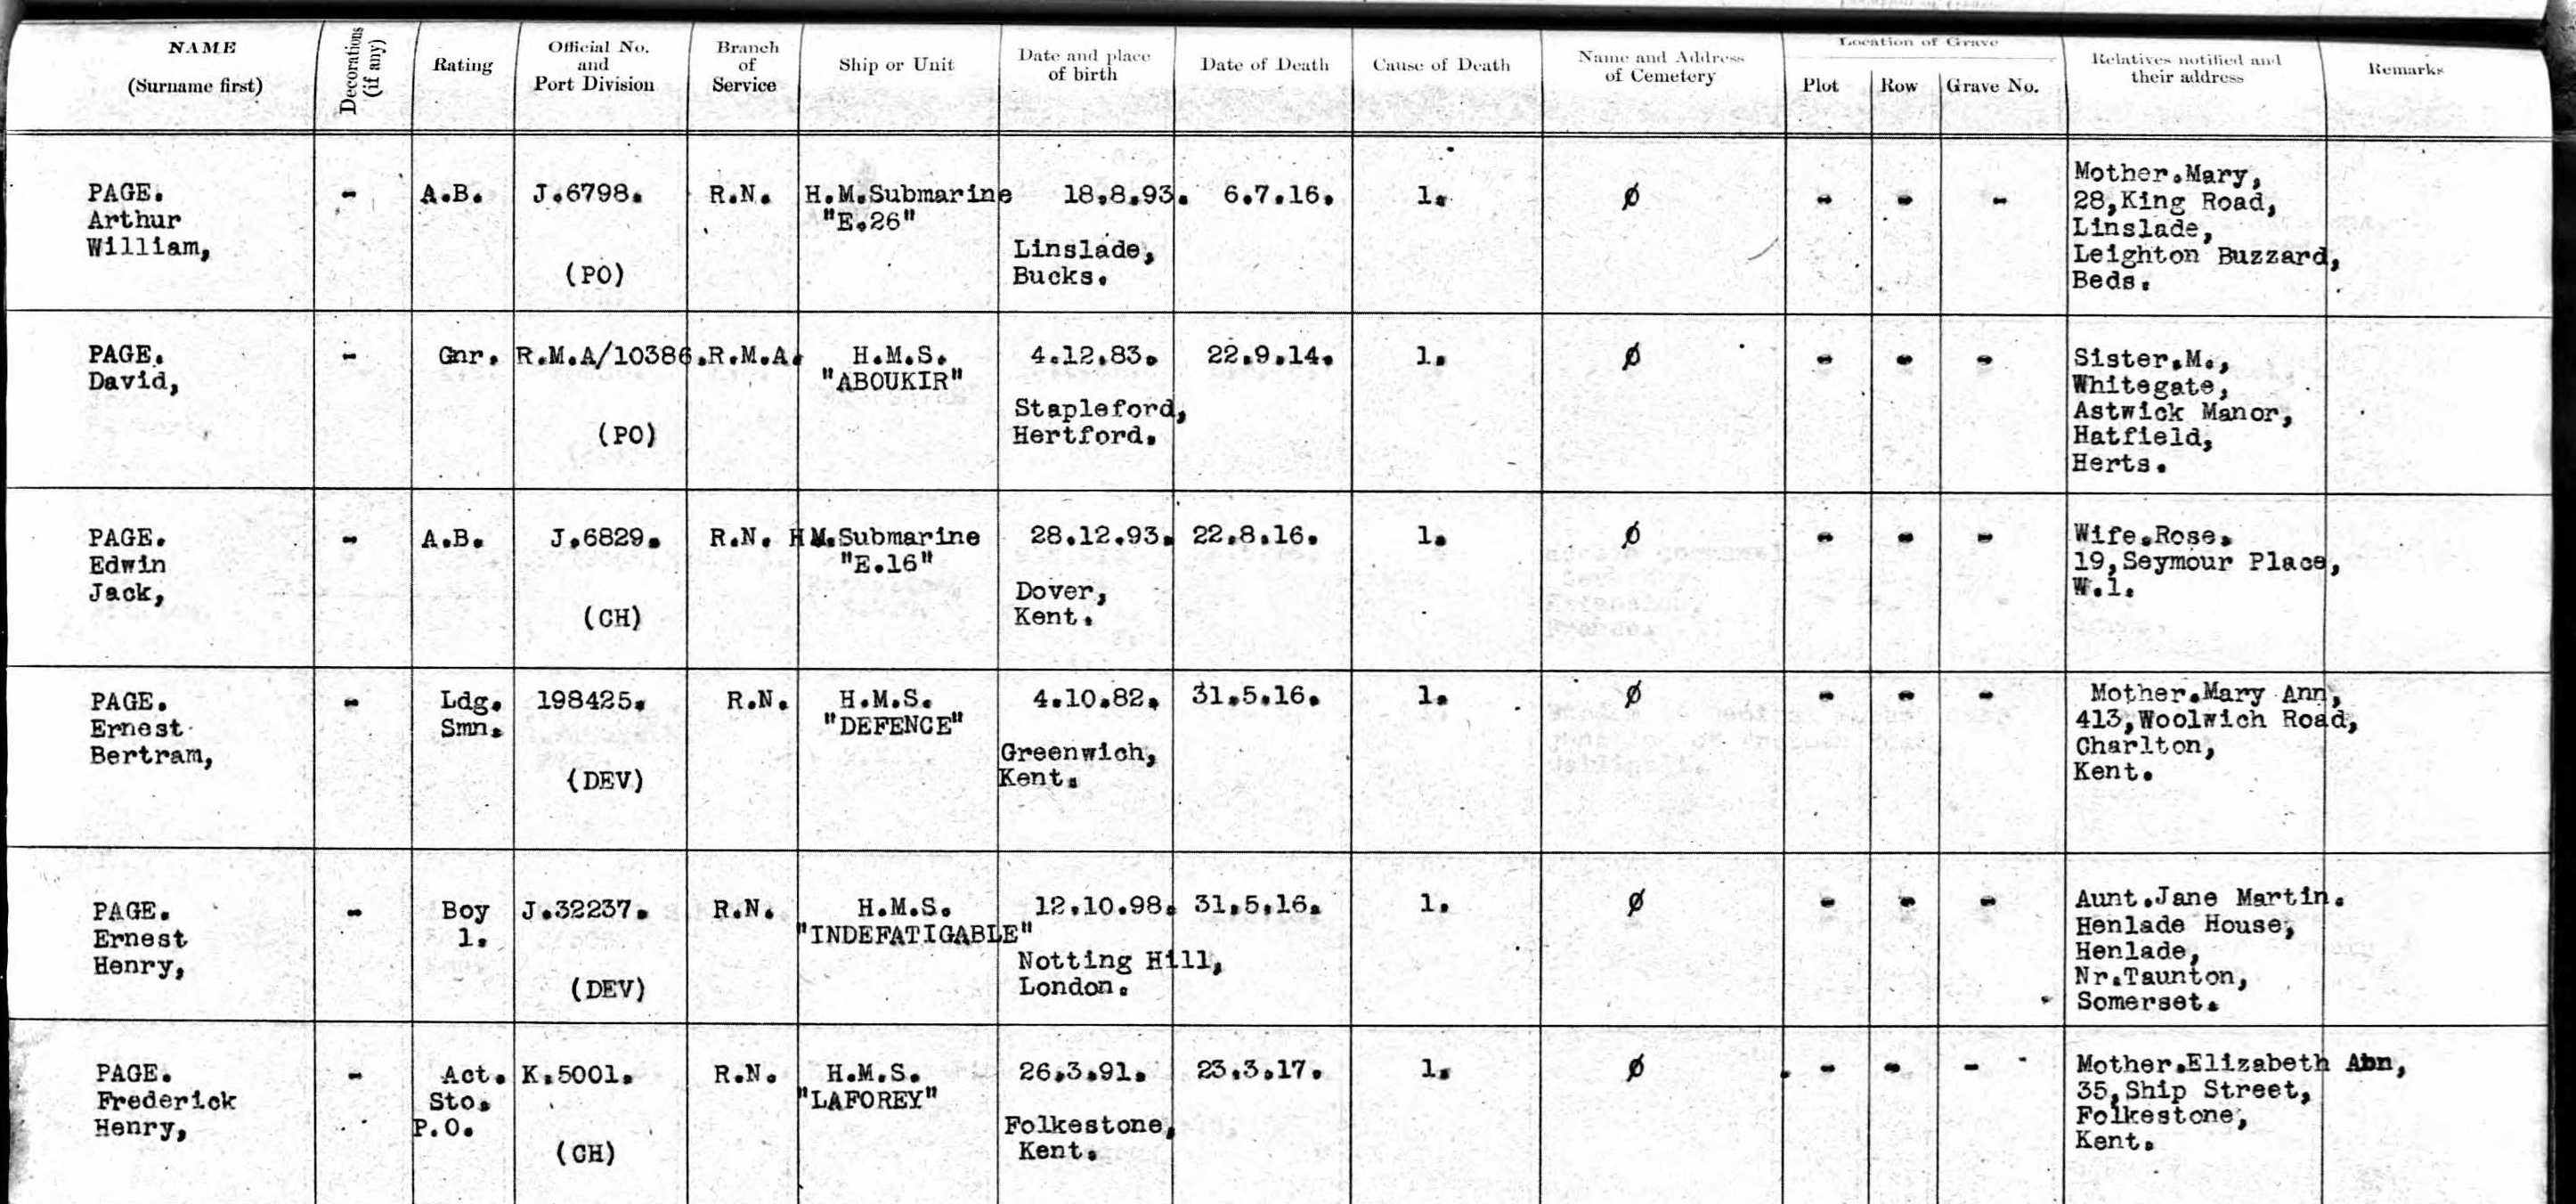 NAME
(Surname first)
Decorations
(if any)
Rating
Official No.
and
Port Division
Branch
of
Service
Ship or Unit
Date and place
of birth
Date of Death
Cause of Death
Name and Address
of Cemetery
Location of Grave
Plot
Row
Grave No.
Relatives notified and
their address
Remarks
PAGE.
Arthur
William,
-
A.B.
J.6798.
(PO)
R.N.
H.M.Submarine
"E.26"
18.8.93.
Linslade,
Bucks.
6.7.16.
1.
Ø
-
-
-
Mother.Mary,
28,King Road,
Linslade,
Leighton Buzzard,
Beds.
PAGE.
David,
-
Gnr.
R.M.A/10386.
(PO)
R.M.A.
H.M.S.
"ABOUKIR"
4.12.83.
Stapleford,
Hertford.
22.9.14.
1.
Ø
-
-
-
Sister.M.,
Whitegate,
Astwick Manor,
Hatfield,
Herts.
PAGE.
Edwin
Jack,
-
A.B.
J.6829.
(CH)
R.N.
HM.Submarine
"E.16"
28.12.93.
Dover,
Kent.
22.8.16.
1.
Ø
-
-
-
Wife.Rose.
19,Seymour Place,
W.1.
PAGE.
Ernest
Bertram,
-
Ldg.
Smn.
198425.
(DEV)
R.N.
H.M.S.
"DEFENCE"
4.10.82.
Greenwich,
Kent.
31.5.16.
1.
Ø
-
-
-
Mother.Mary Ann,
413,Woolwich Road,
Charlton,
Kent.
PAGE.
Ernest
Henry,
-
Boy
1.
J.32237.
(DEV)
R.N.
H.M.S.
"INDEFATIGABLE"
12.10.98.
Notting Hill,
London.
31.5.16.
1.
Ø
-
-
-
Aunt.Jane Martin.
Henlade House,
Henlade,
Nr.Taunton,
Somerset.
PAGE.
Frederick
Henry,
-
Act.
Sto.
P.O.
K.5001.
(CH)
R.N.
H.M.S.
"LAFOREY"
26.3.91.
Folkestone,
Kent.
23.3.17.
1.
Ø
-
-
-
Mother.Elizabeth Ann,
35,Ship Street,
Folkestone,
Kent.